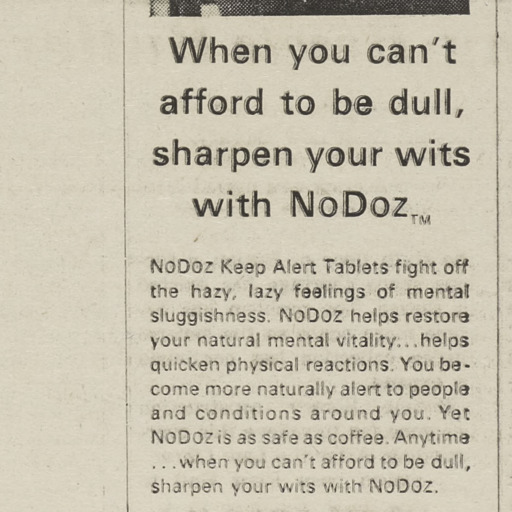 When you can't
afford to be dull,
sharpen your wits
with NoDoz™
NoDoz Keep Alert Tablets fight off
the hazy, lazy feelings of mental
sluggishness. NoDoz helps restore
your natural mental vitality...helps
quicken physical reactions. You be-
come more naturally alert to people
and conditions around you. Yet
NoDoz is as safe as coffee. Anytime
...when you can't afford to be dull,
sharpen your wits with NoDoz.